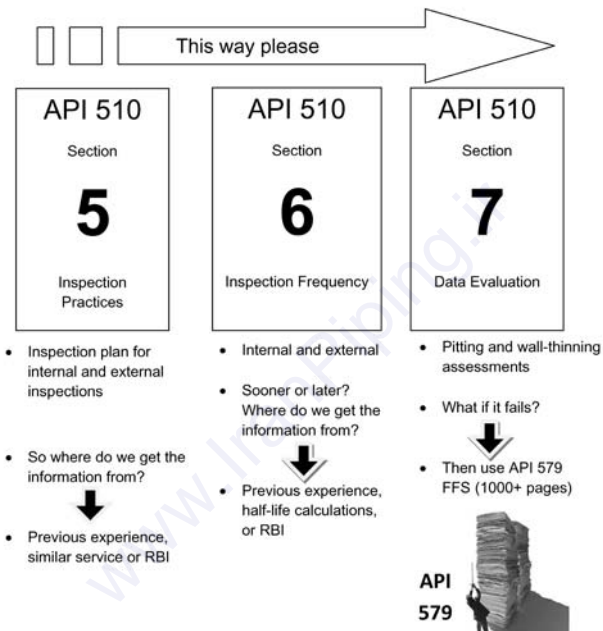 This way please
API 510
Section
5
Inspection
Practices
• Inspection plan for
internal and external
inspections
• So where do we get the
information from?
• Previous experience,
similar service or RBI
API 510
Section
6
Inspection Frequency
• Internal and external
• Sooner or later?
Where do we get the
information from?
• Previous experience,
half-life calculations,
or RBI
API 510
Section
7
Data Evaluation
• Pitting and wall-thinning
assessments
• What if it fails?
• Then use API 579
FFS (1000+ pages)
API
579
www.IranPiping.ir